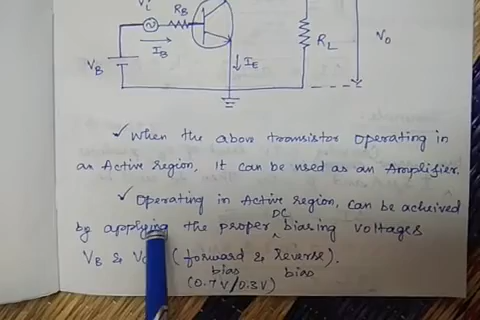 Vi
RB
IB
VB
IE
RL
Vo
✓ When the above transistor operating in
an Active region, It can be used as an Amplifier.
✓ Operating in Active region, can be acheived
by applying the proper DC biasing voltages
VB & (forward & reverse).
bias bias
(0.7V/0.3V)